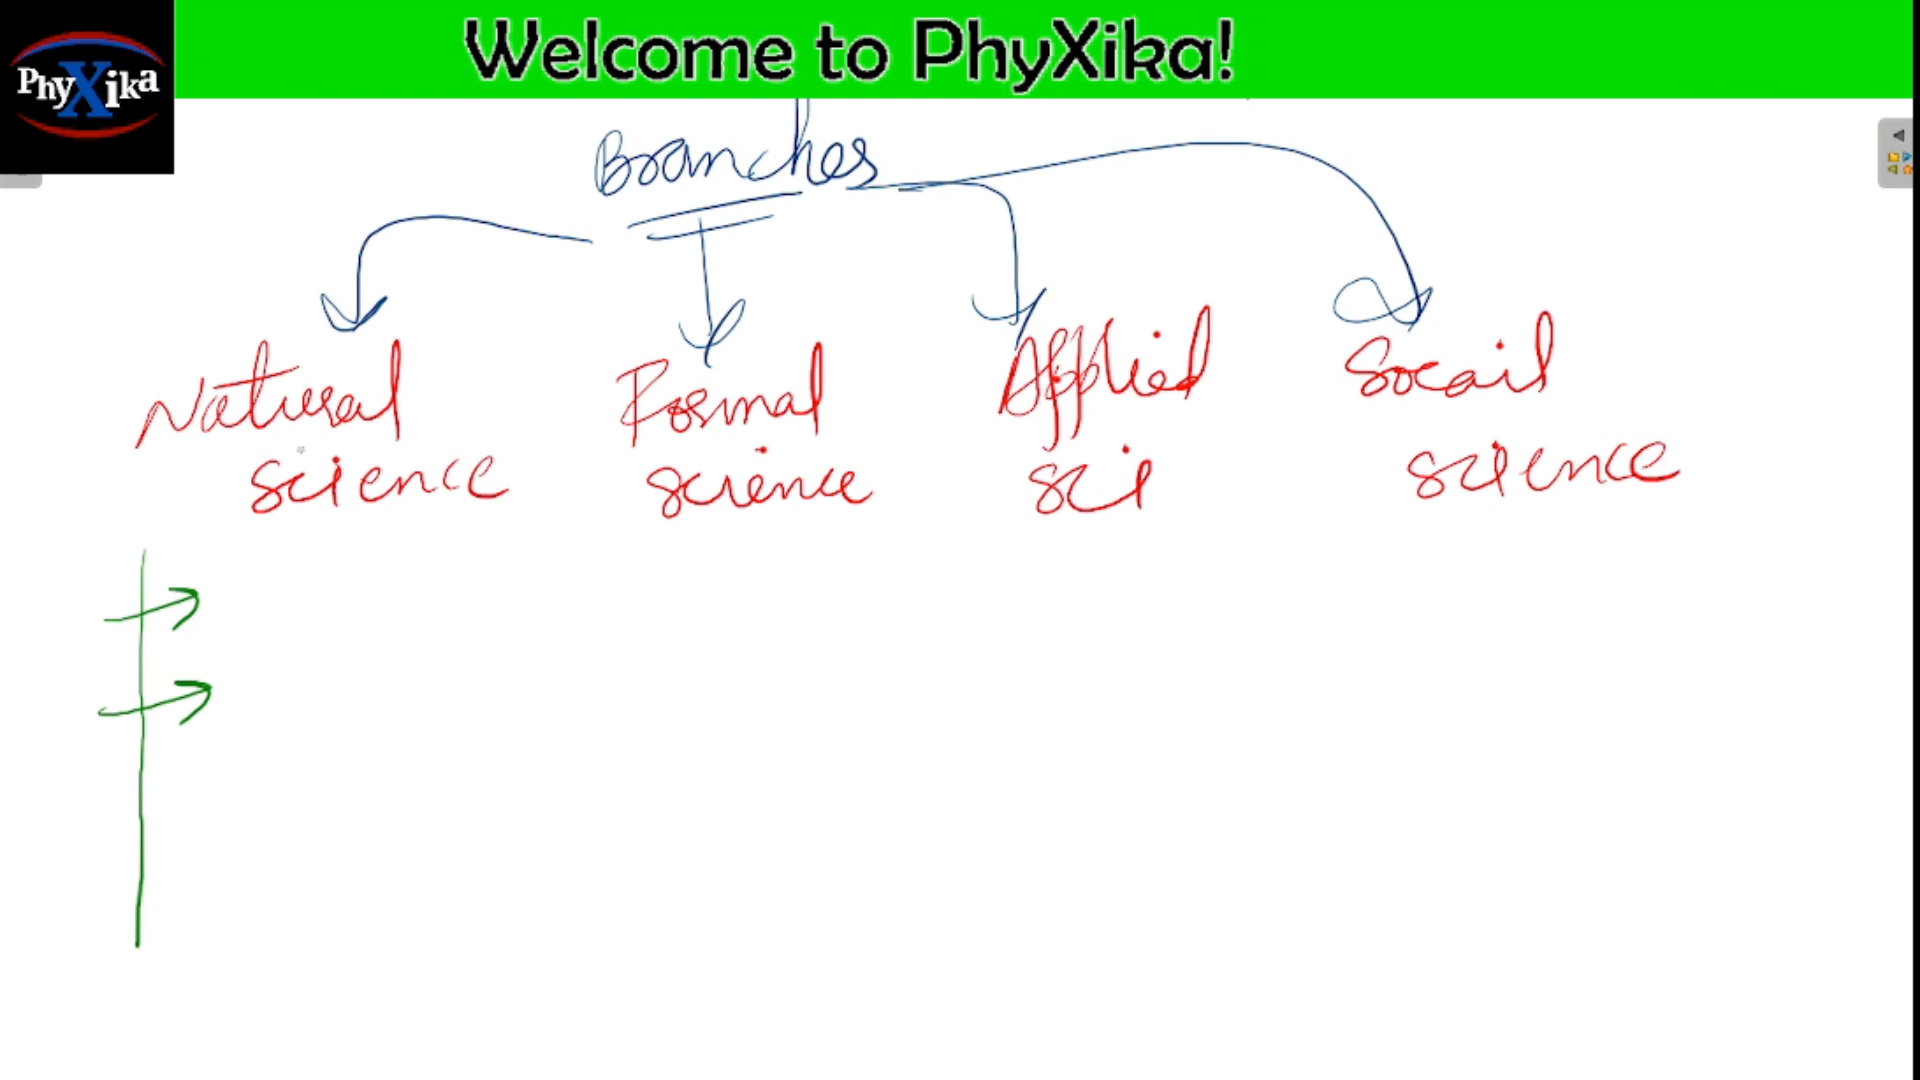 Welcome to PhyXika!
PhyXika
Branches
Natural Formal Applied Socail
science science sci science